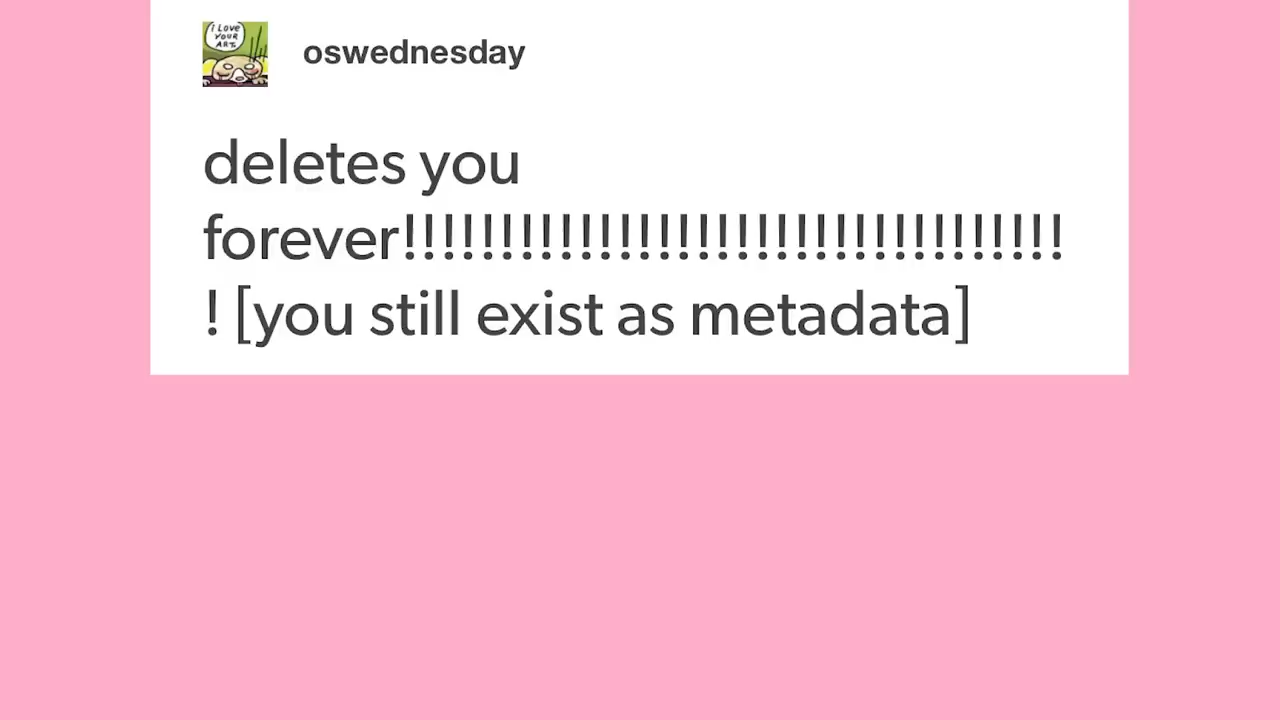 i LOVE
YOUR
ART.
oswednesday
deletes you
forever!!!!!!!!!!!!!!!!!!!!!!!!!!!!!!!!!!
! [you still exist as metadata]